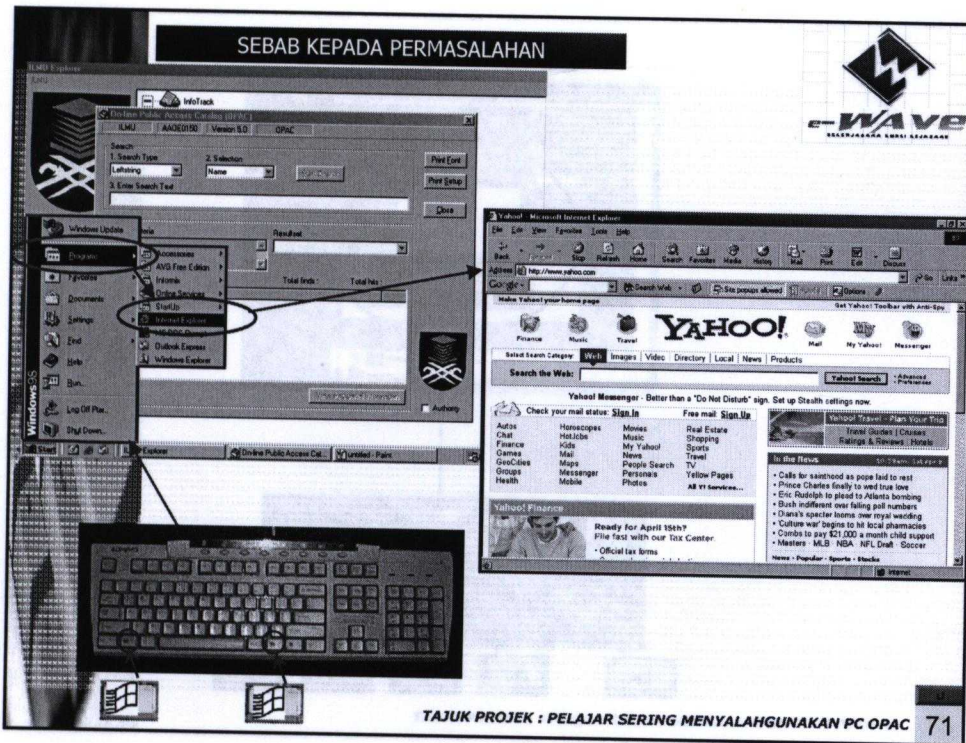 SEBAB KEPADA PERMASALAHAN
e-WAVE
ILMU Explorer
ILMU
InfoTrack
Online Public Access Catalog (OPAC)
ILMU AAOE0150 Version 5.0 OPAC
Search
1. Search Type 2. Selection
Leftstring Name
3. Enter Search Text
Print Font
Print Setup
Close
Resultset
Total finds : Total hits :
Authority
Windows Update
Programs
Favorites
Documents
Settings
Find
Help
Run...
Log Off Pse...
Shut Down...
Windows98
Accessories
AVG Free Edition
Informix
Online Services
StartUp
Internet Explorer
MS-DOS
Outlook Express
Windows Explorer
Start Explorer Online Public Access Cat... untitled - Paint
Yahoo! - Microsoft Internet Explorer
File Edit View Favorites Tools Help
Back Stop Refresh Home Search Favorites Media History Mail Print Edit Discuss
Address http://www.yahoo.com Go Links »
Google Search Web Site popups allowed Options
Make Yahoo! your home page Get Yahoo! Toolbar with Anti-Spy
Finance Music Travel YAHOO! Mail My Yahoo! Messenger
Select Search Category: Web Images Video Directory Local News Products
Search the Web: Yahoo! Search
· Advanced
· Preferences
Yahoo! Messenger - Better than a "Do Not Disturb" sign. Set up Stealth settings now.
Check your mail status: Sign In Free mail: Sign Up
Autos Horoscopes Movies Real Estate
Chat HotJobs Music Shopping
Finance Kids My Yahoo! Sports
Games Mail News Travel
GeoCities Maps People Search TV
Groups Messenger Personals Yellow Pages
Health Mobile Photos All Y! Services...
Yahoo! Travel - Plan Your Trip
Travel Guides | Cruises
Ratings & Reviews Hotels
In the News
• Calls for sainthood as pope laid to rest
• Prince Charles finally to wed true love
• Eric Rudolph to plead to Atlanta bombing
• Bush indifferent over falling poll numbers
• Diana's specter looms over royal wedding
• 'Culture war' begins to hit local pharmacies
• Combs to pay $21,000 a month child support
• Masters · MLB · NBA · NFL Draft · Soccer
News · Popular · Sports · Stocks
Yahoo! Finance
Ready for April 15th?
File fast with our Tax Center
· Official tax forms
Internet
TAJUK PROJEK : PELAJAR SERING MENYALAHGUNAKAN PC OPAC 71